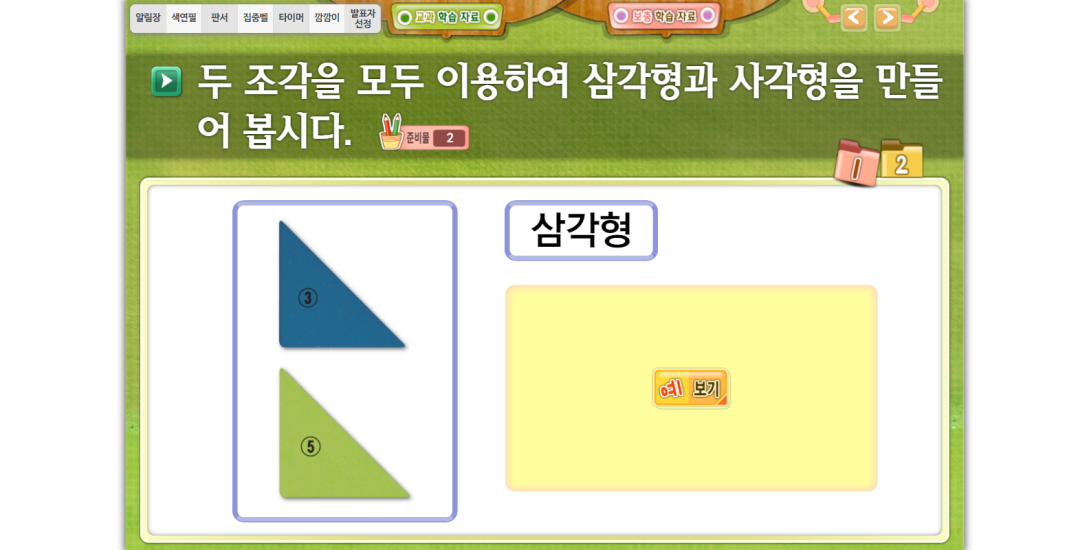 알림장 색연필 판서 집중벨 타이머 깜깜이 발표자 선정
교과 학습 자료
보충 학습 자료
두 조각을 모두 이용하여 삼각형과 사각형을 만들
어 봅시다. 준비물 2
1 2
삼각형
③
예 보기
⑤